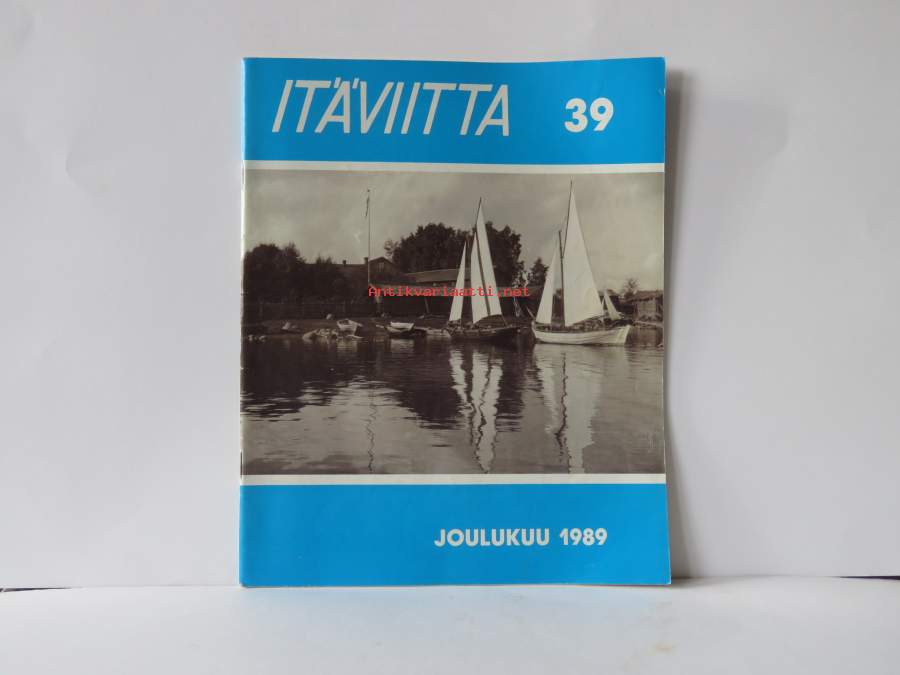 ITÄVIITTA 39
Antikvariaatti.net
JOULUKUU 1989